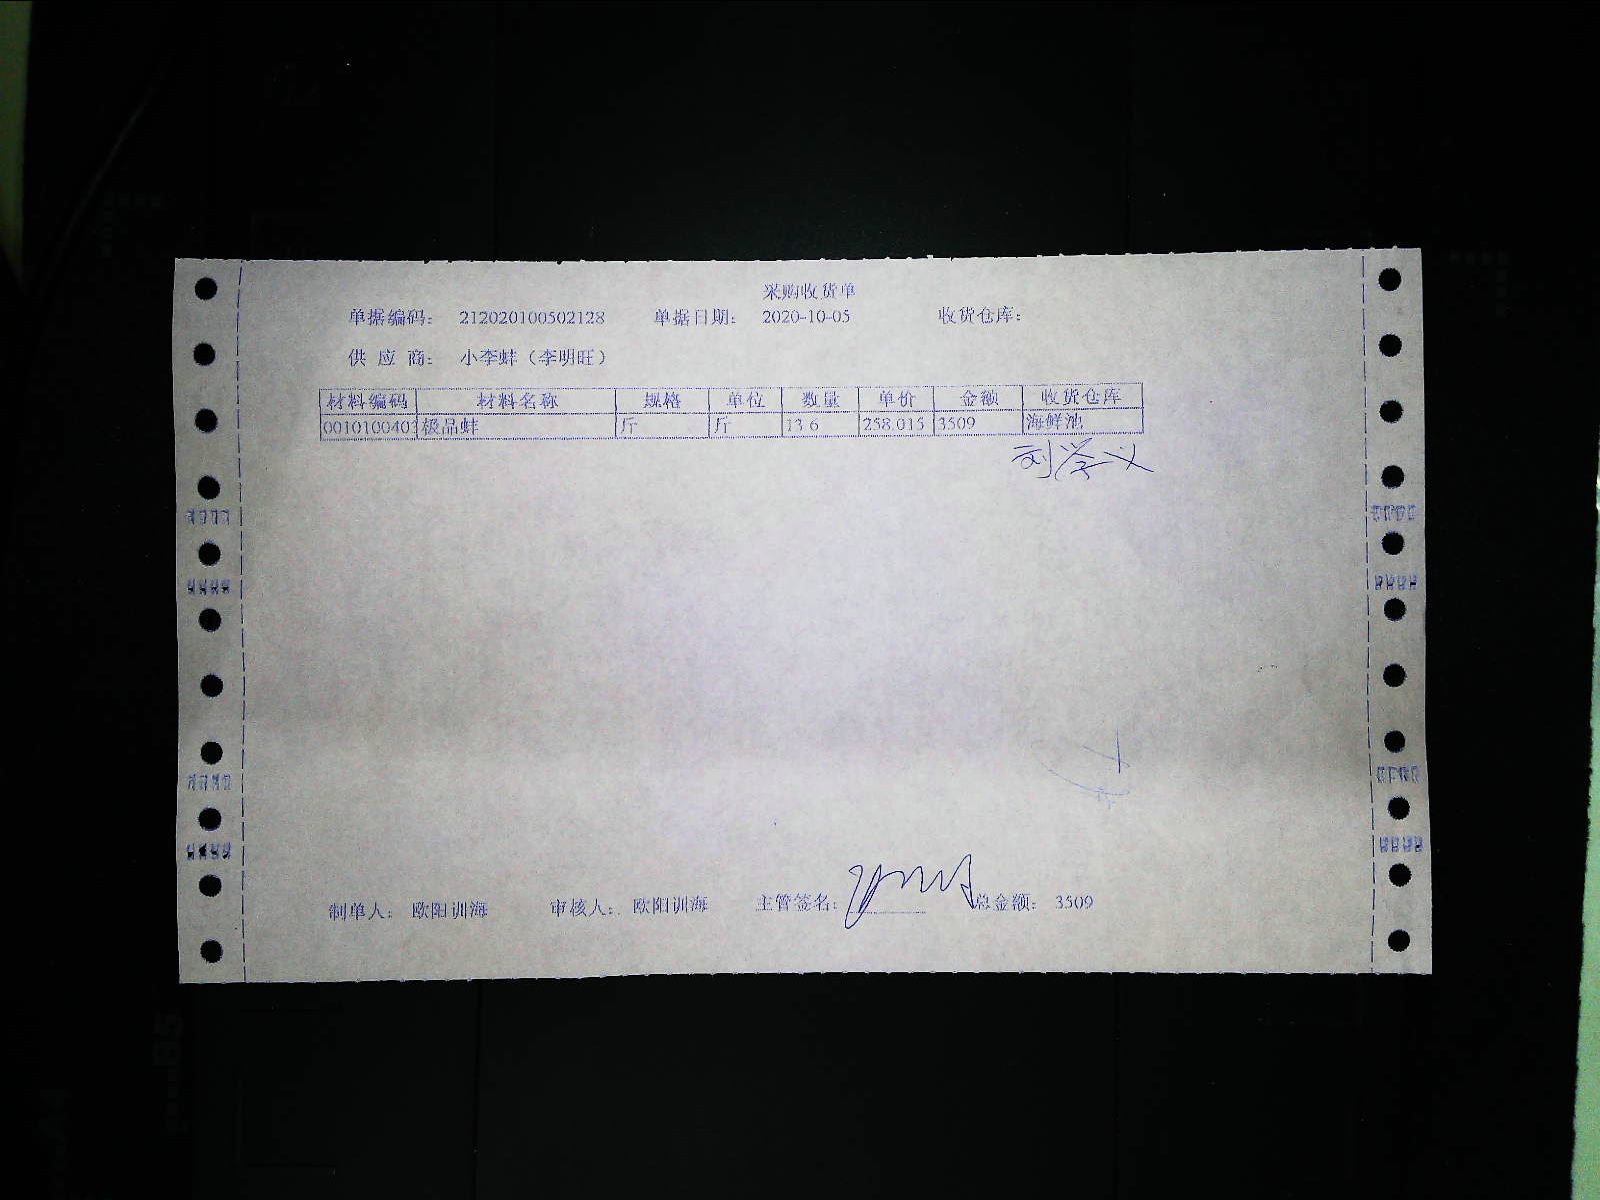 采购收货单
单据编码： 212020100502128 单据日期： 2020-10-05 收货仓库：
供 应 商： 小李蚌（李明旺）
材料编码 材料名称 规格 单位 数量 单价 金额 收货仓库
0010100401 极品蚌 斤 斤 13.6 258.015 3509 海鲜池
刘学义
制单人： 欧阳训海 审核人： 欧阳训海 主管签名： 总金额： 3509